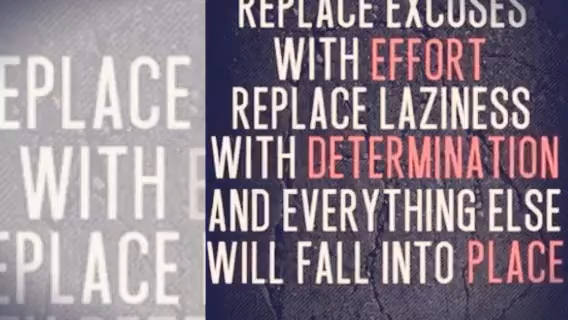 EPLACE
WITH E
EPLACE
REPLACE EXCUSES
WITH EFFORT
REPLACE LAZINESS
WITH DETERMINATION
AND EVERYTHING ELSE
WILL FALL INTO PLACE